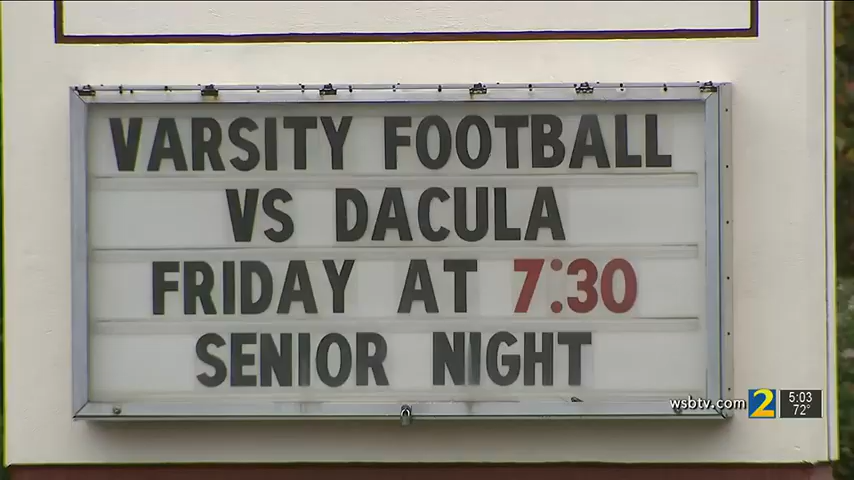 VARSITY FOOTBALL
VS DACULA
FRIDAY AT 7:30
SENIOR NIGHT
wsbtv.com 2 5:03
72°